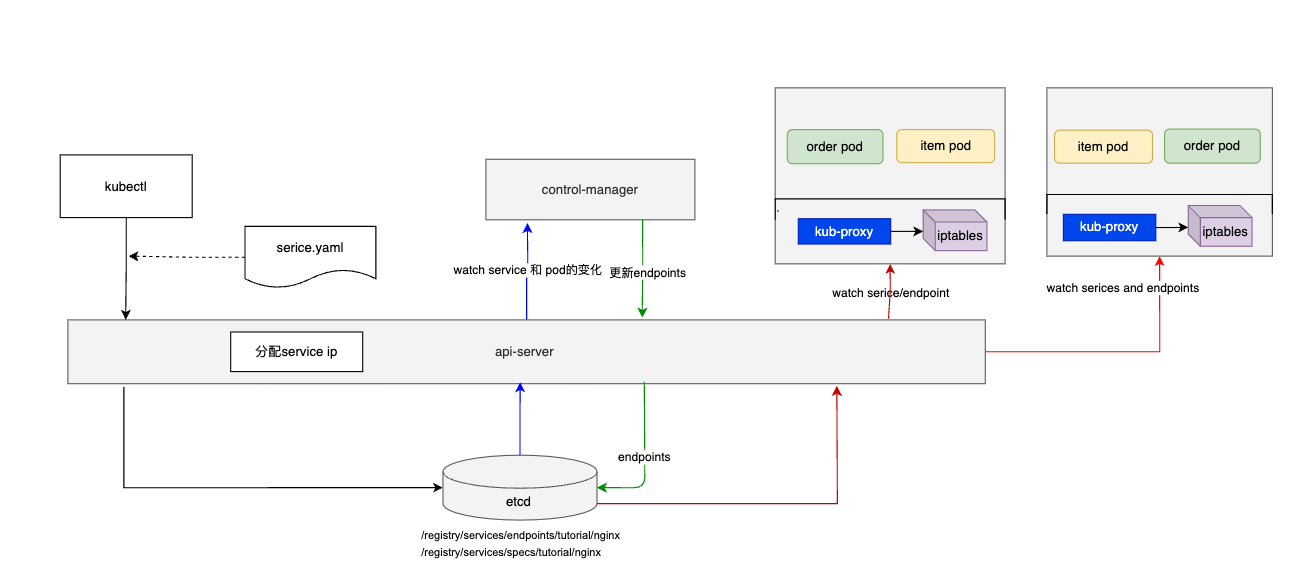 order pod
item pod
item pod
order pod
kubectl
control-manager
kub-proxy
iptables
kub-proxy
iptables
serice.yaml
watch service 和 pod的变化
更新endpoints
watch serice/endpoint
watch serices and endpoints
分配service ip
api-server
endpoints
etcd
/registry/services/endpoints/tutorial/nginx
/registry/services/specs/tutorial/nginx